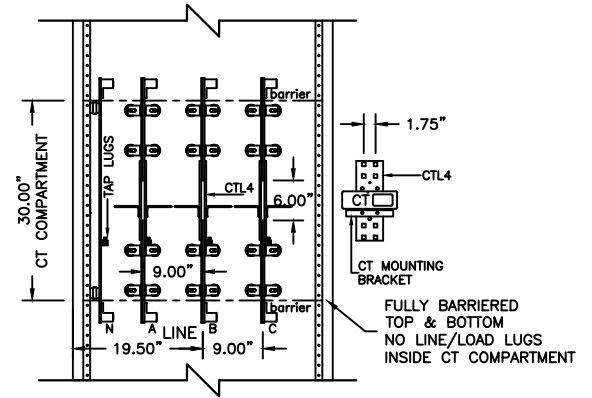 barrier
1.75”
TAP LUGS
30.00”
CT COMPARTMENT
CTL4
CTL4
6.00”
CT
9.00”
CT MOUNTING
BRACKET
barrier
N A B C
LINE
19.50” 9.00”
FULLY BARRIERED
TOP & BOTTOM
NO LINE/LOAD LUGS
INSIDE CT COMPARTMENT